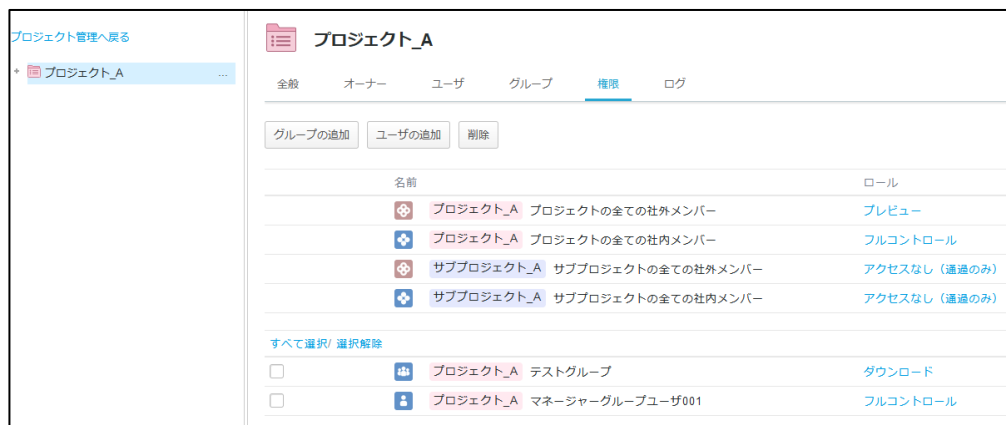 プロジェクト管理へ戻る
プロジェクト_A ...
プロジェクト_A
全般 オーナー ユーザ グループ 権限 ログ
グループの追加 ユーザの追加 削除
名前 ロール
プロジェクト_A プロジェクトの全ての社外メンバー プレビュー
プロジェクト_A プロジェクトの全ての社内メンバー フルコントロール
サブプロジェクト_A サブプロジェクトの全ての社外メンバー アクセスなし（通過のみ）
サブプロジェクト_A サブプロジェクトの全ての社内メンバー アクセスなし（通過のみ）
すべて選択/ 選択解除
プロジェクト_A テストグループ ダウンロード
プロジェクト_A マネージャーグループユーザ001 フルコントロール